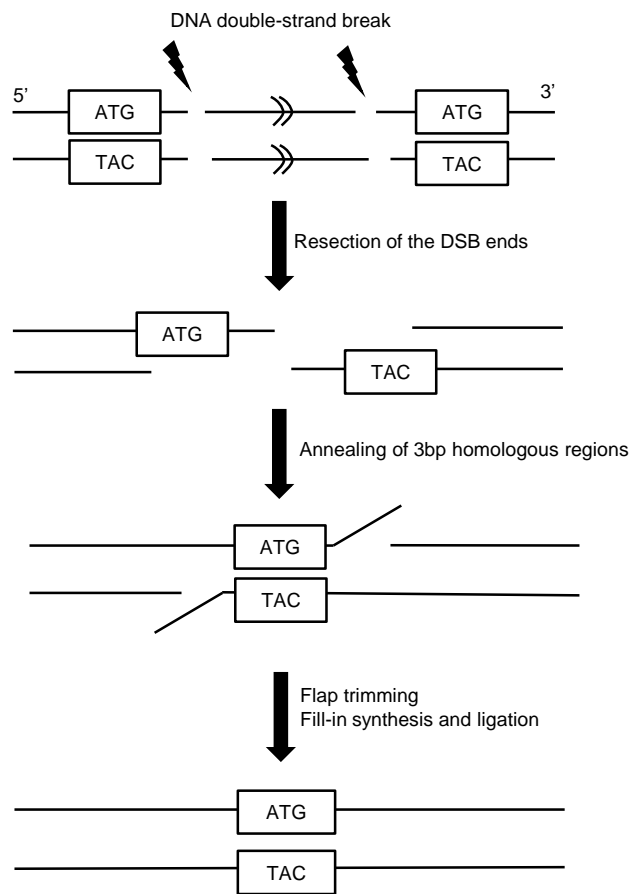 DNA double-strand break
5’ 3’
ATG ATG
TAC TAC
Resection of the DSB ends
ATG
TAC
Annealing of 3bp homologous regions
ATG
TAC
Flap trimming
Fill-in synthesis and ligation
ATG
TAC